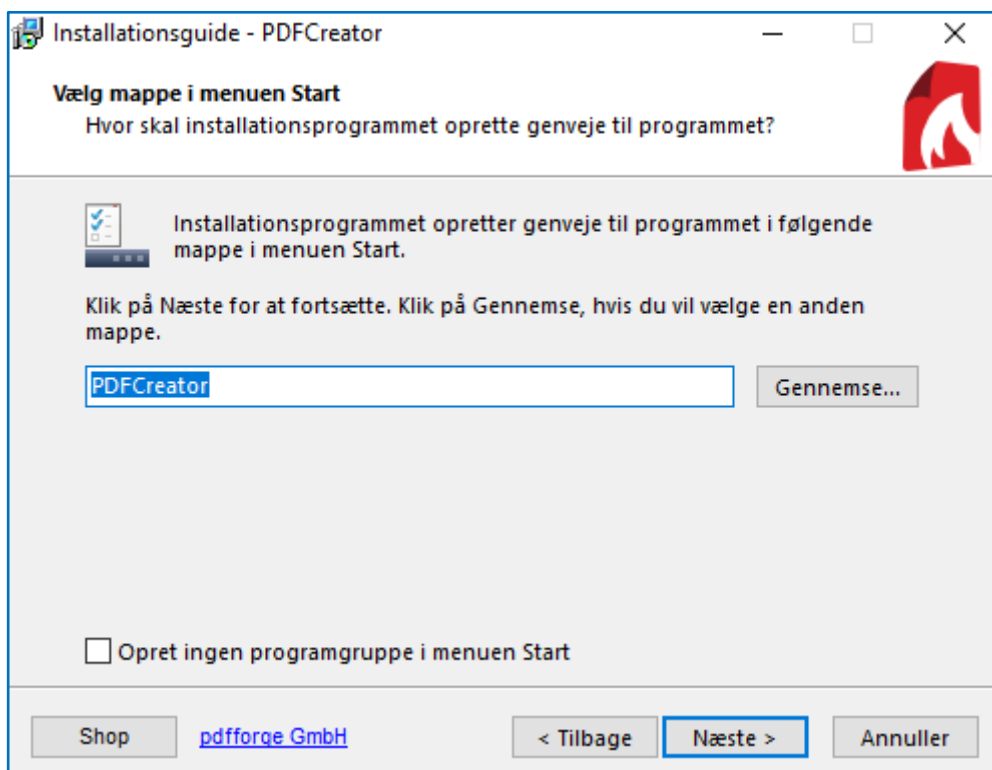 Installationsguide - PDFCreator
Vælg mappe i menuen Start
Hvor skal installationsprogrammet oprette genveje til programmet?
Installationsprogrammet opretter genveje til programmet i følgende
mappe i menuen Start.
Klik på Næste for at fortsætte. Klik på Gennemse, hvis du vil vælge en anden
mappe.
PDFCreator
Gennemse...
Opret ingen programgruppe i menuen Start
Shop
pdfforge GmbH
< Tilbage
Næste >
Annuller